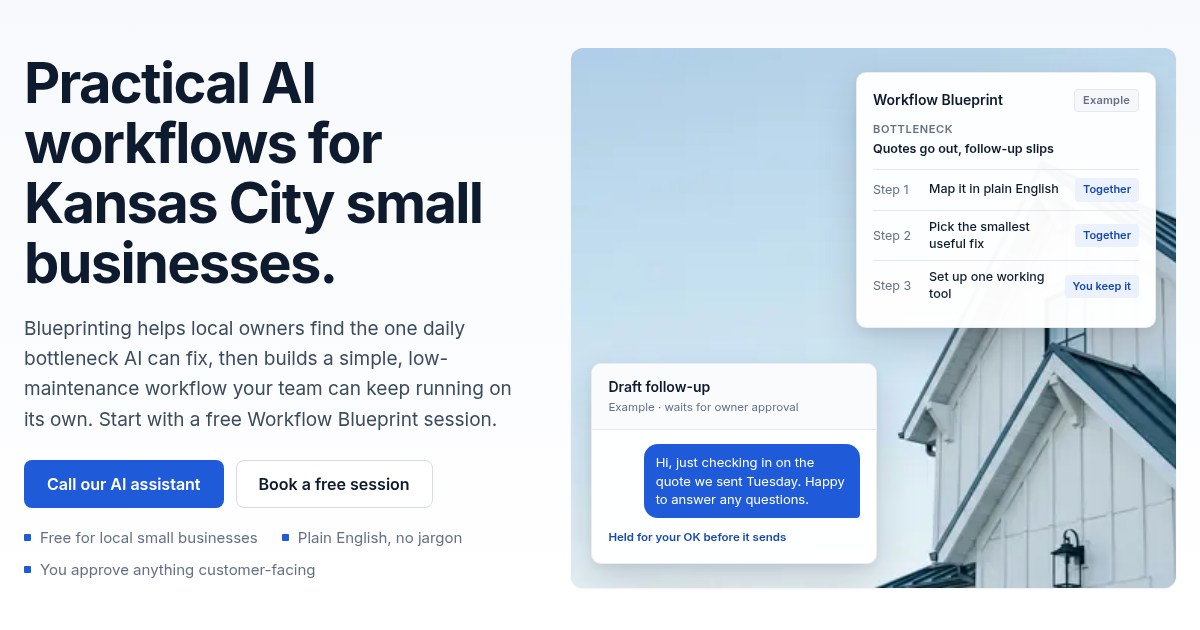 Practical AI
workflows for
Kansas City small
businesses.
Blueprinting helps local owners find the one daily
bottleneck AI can fix, then builds a simple, low-
maintenance workflow your team can keep running on
its own. Start with a free Workflow Blueprint session.
Call our AI assistant
Book a free session
Free for local small businesses
Plain English, no jargon
You approve anything customer-facing
Workflow Blueprint
Example
BOTTLENECK
Quotes go out, follow-up slips
Step 1 Map it in plain English Together
Step 2 Pick the smallest
useful fix Together
Step 3 Set up one working
tool You keep it
Draft follow-up
Example · waits for owner approval
Hi, just checking in on the
quote we sent Tuesday. Happy
to answer any questions.
Held for your OK before it sends